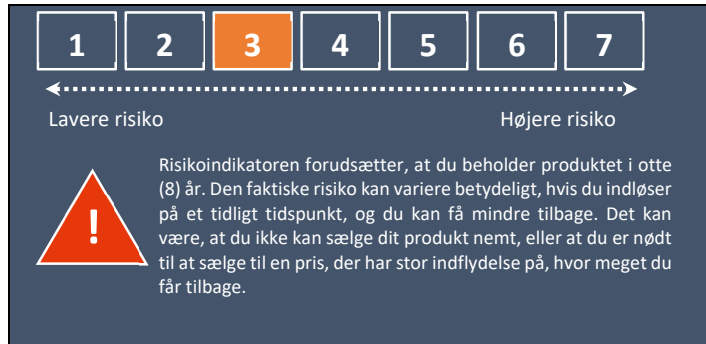 1 2 3 4 5 6 7
Lavere risiko Højere risiko
Risikoindikatoren forudsætter, at du beholder produktet i otte
(8) år. Den faktiske risiko kan variere betydeligt, hvis du indløser
på et tidligt tidspunkt, og du kan få mindre tilbage. Det kan
være, at du ikke kan sælge dit produkt nemt, eller at du er nødt
til at sælge til en pris, der har stor indflydelse på, hvor meget du
får tilbage.
!